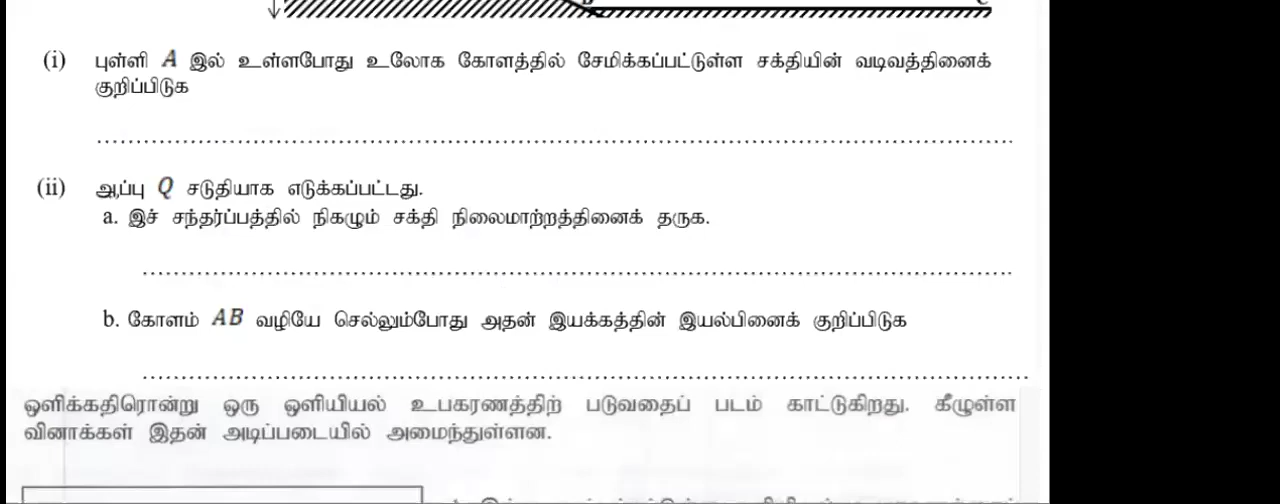 (i) புள்ளி A இல் உள்ளபோது உலோக கோளத்தில் சேமிக்கப்பட்டுள்ள சக்தியின் வடிவத்தினைக்
குறிப்பிடுக
(ii) ஆப்பு Q சடுதியாக எடுக்கப்பட்டது.
a. இச் சந்தர்ப்பத்தில் நிகழும் சக்தி நிலைமாற்றத்தினைக் தருக.
b. கோளம் AB வழியே செல்லும்போது அதன் இயக்கத்தின் இயல்பினைக் குறிப்பிடுக
ஒளிக்கதிரொன்று ஒரு ஒளியியல் உபகரணத்திற் படுவதைப் படம் காட்டுகிறது. கீழுள்ள
வினாக்கள் இதன் அடிப்படையில் அமைந்துள்ளன.